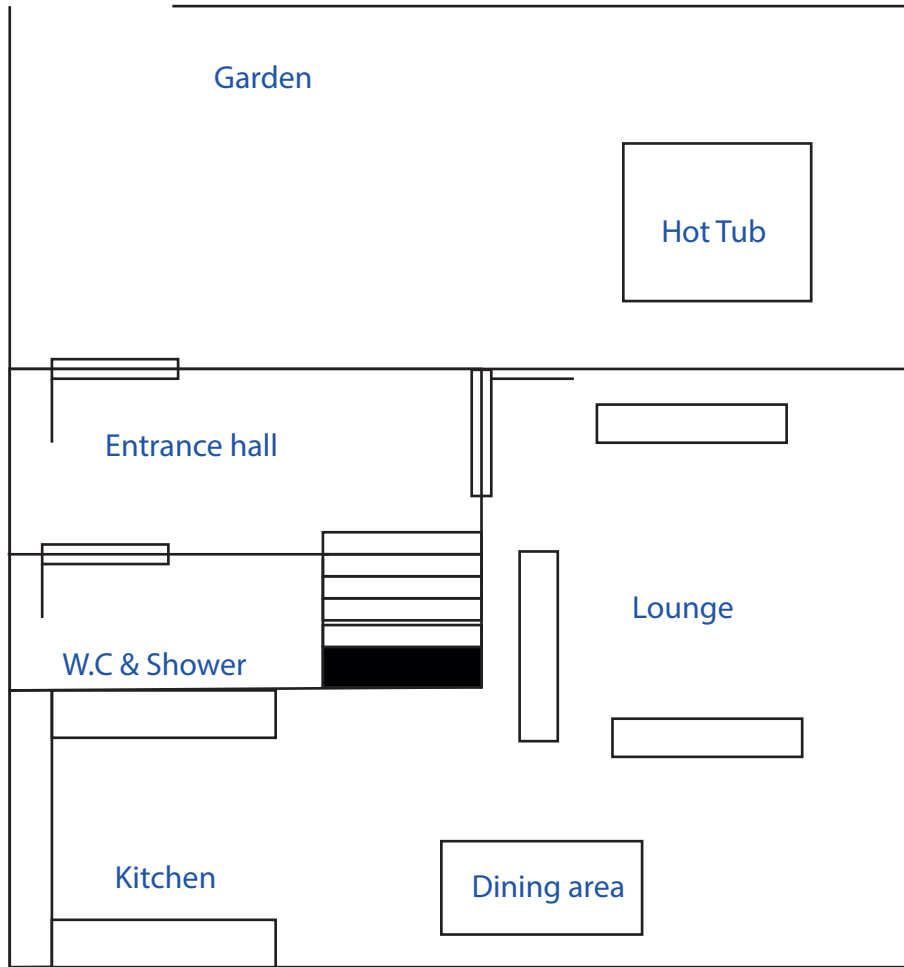 Garden
Hot Tub
Entrance hall
Lounge
W.C & Shower
Kitchen
Dining area